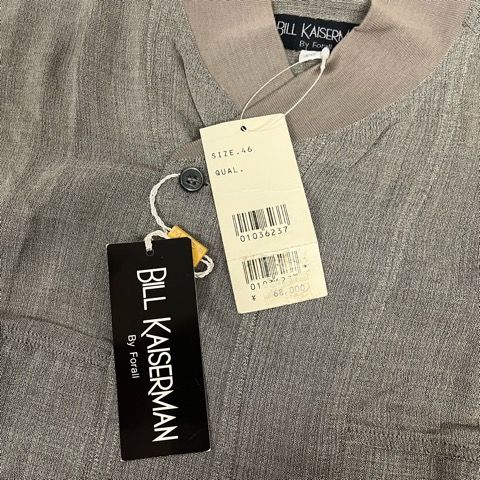 BILL KAISERMAN
By Forall
SIZE.46
QUAL.
01036237
¥ 68,000
BILL KAISERMAN
By Forall